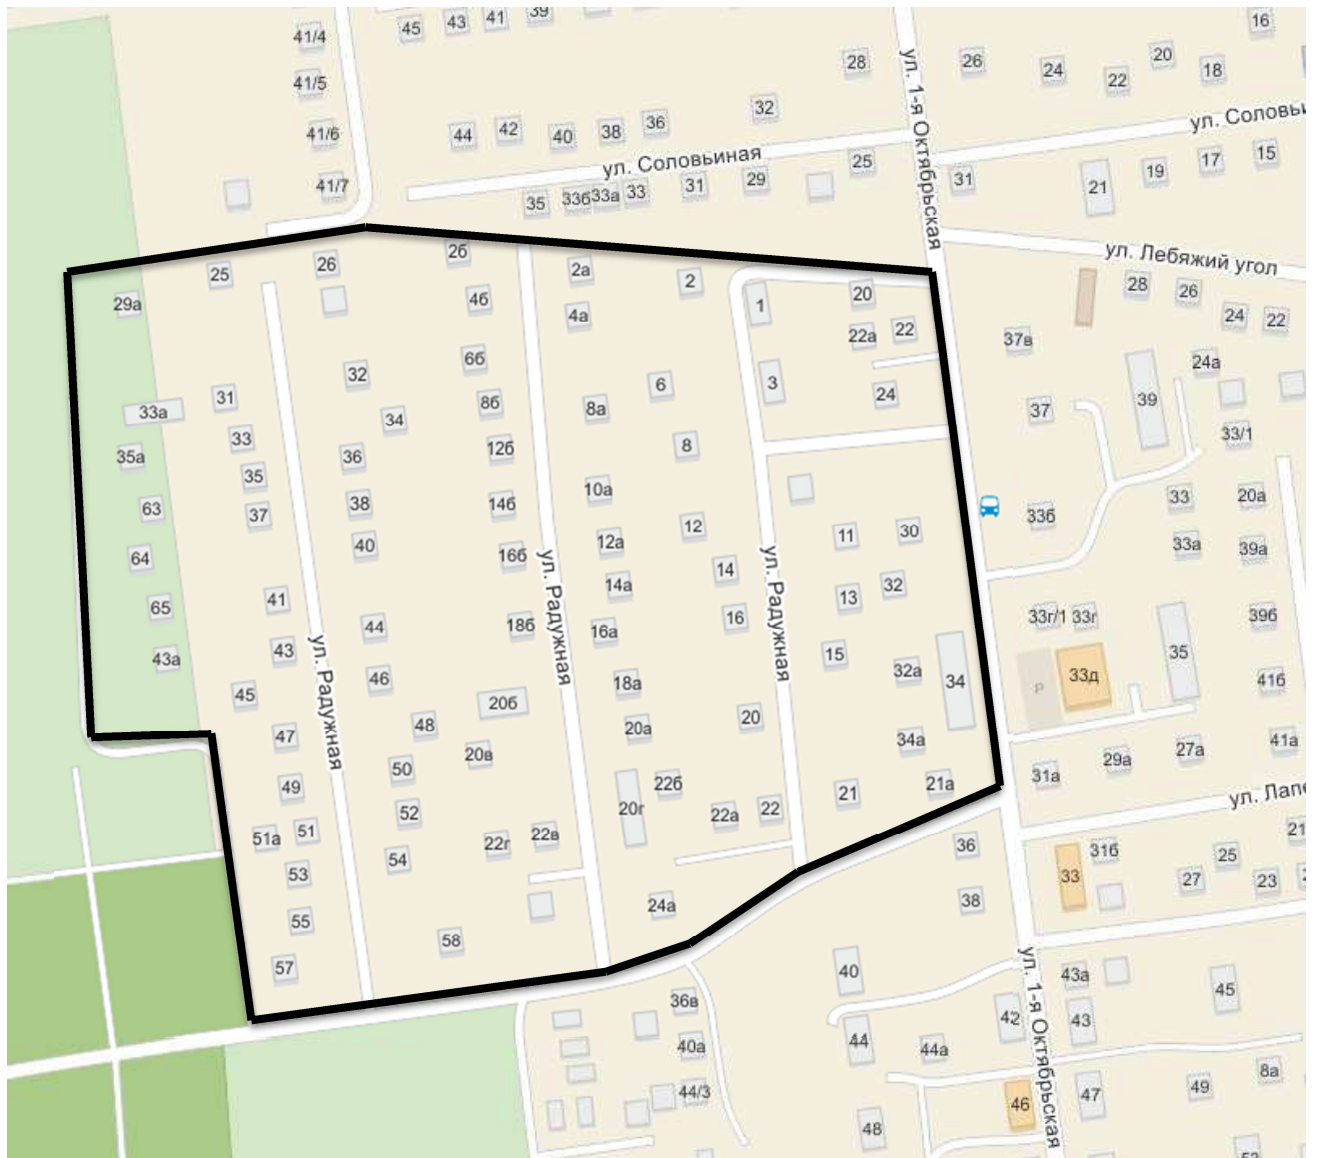 45 43 41 39
41/4
16
28 26 24 22 20 18
41/5
32
ул. 1-я Октябрьская
ул. Соловьи
41/6
44 42 40 38 36
ул. Соловьиная
25
31 21 19 17 15
41/7
35 33б 33а 33 31 29
ул. Лебяжий угол
28 26 24 22
25 26 2б 2а 2
29а 4б 4а 1 20
22а 22
37в
24а
32 6б 6 3 24
37 39
31 33а 34 8б 8а
33 12б 8
33/1
35а 35 36
38 14б 10а
33 20а
63 37
33б
12 11 30
64 40 16б 12а
33а 39а
14 13 32
41 14а
65 44 18б 16а 16
33г/1 33г
39б
43 43а
ул. Радужная
ул. Радужная
ул. Радужная
15 32а 34
P 33д 35
41б
45 46 20б 18а
47 48 20в 20а 20
34а
41а
27а
29а
31а
49 50 22б
21 21а
ул. Лапе
52 20г 22а 22
51а 51
22г 22в
36
33 31б
25 21
53 54
27 23
24а
38
55
58
57
40
43а
45
36в
42 43
ул. 1-я Октябрьская
40а
44 44а
8а
44/3
46 47 49
48